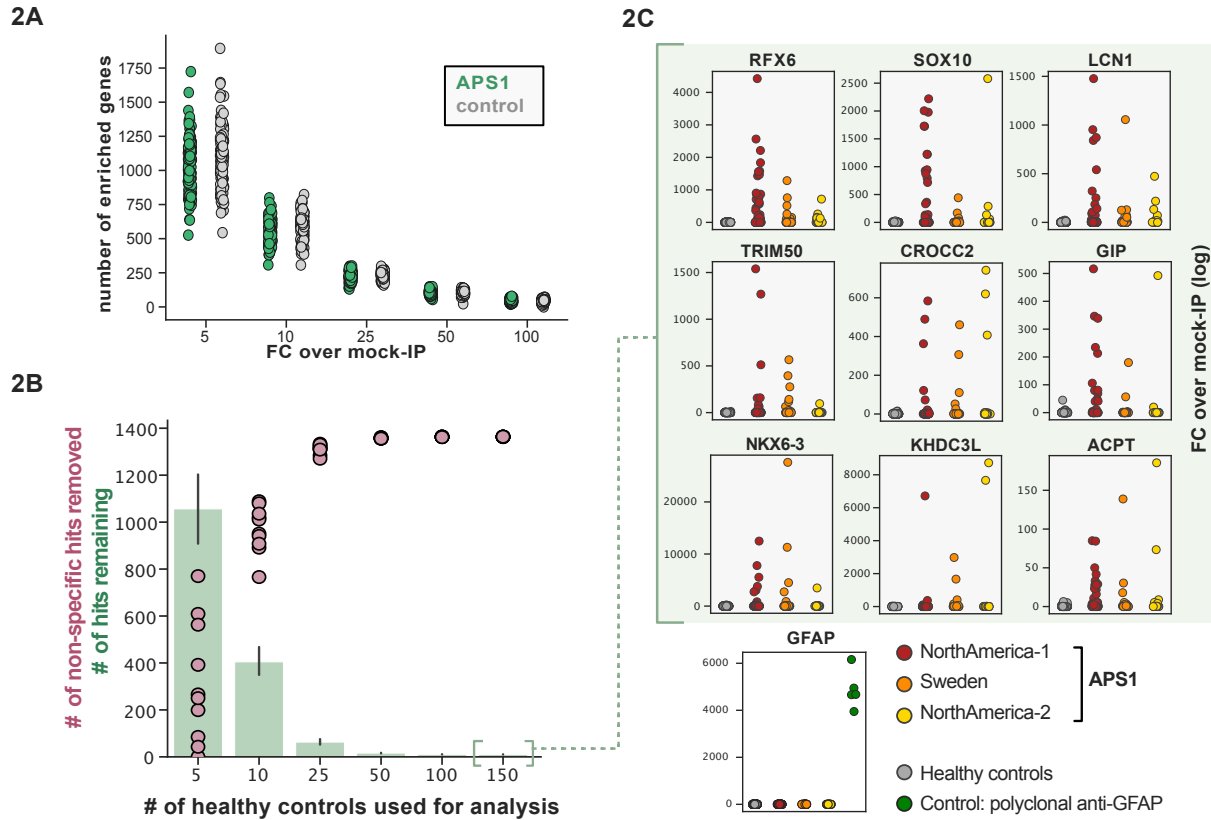 2A
number of enriched genes
1750
1500
1250
1000
750
500
250
0
5 10 25 50 100
FC over mock-IP
APS1
control
2B
# of non-specific hits removed
# of hits remaining
1400
1200
1000
800
600
400
200
0
5 10 25 50 100 150
# of healthy controls used for analysis
2C
RFX6
4000
3000
2000
1000
0
SOX10
2500
2000
1500
1000
500
0
LCN1
1500
1000
500
0
TRIM50
1500
1000
500
0
CROCC2
600
400
200
0
GIP
500
400
300
200
100
0
NKX6-3
20000
10000
0
KHDC3L
8000
6000
4000
2000
0
ACPT
150
100
50
0
FC over mock-IP (log)
GFAP
6000
4000
2000
0
NorthAmerica-1
Sweden
NorthAmerica-2
APS1
Healthy controls
Control: polyclonal anti-GFAP